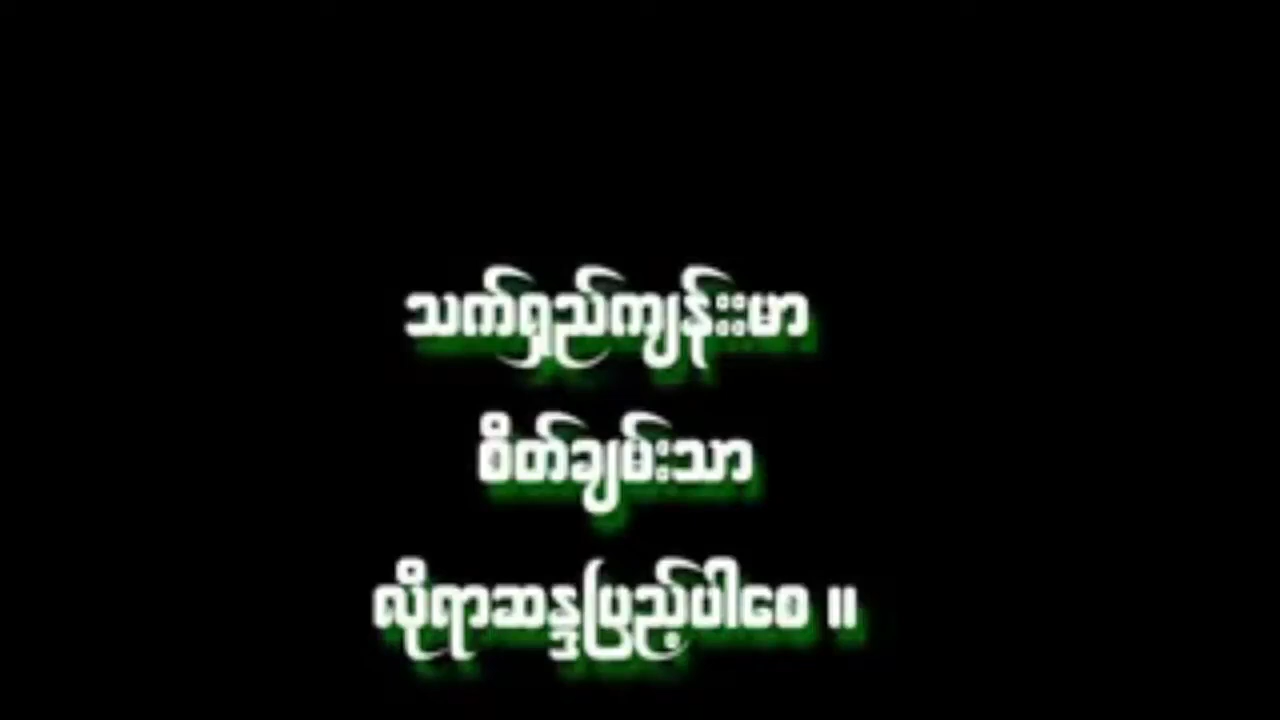 သက်ရှည်ကျန်းးမာ
စိတ်ချမ်းသာ
လိုရာဆန္ဒပြည့်ပါစေ ။